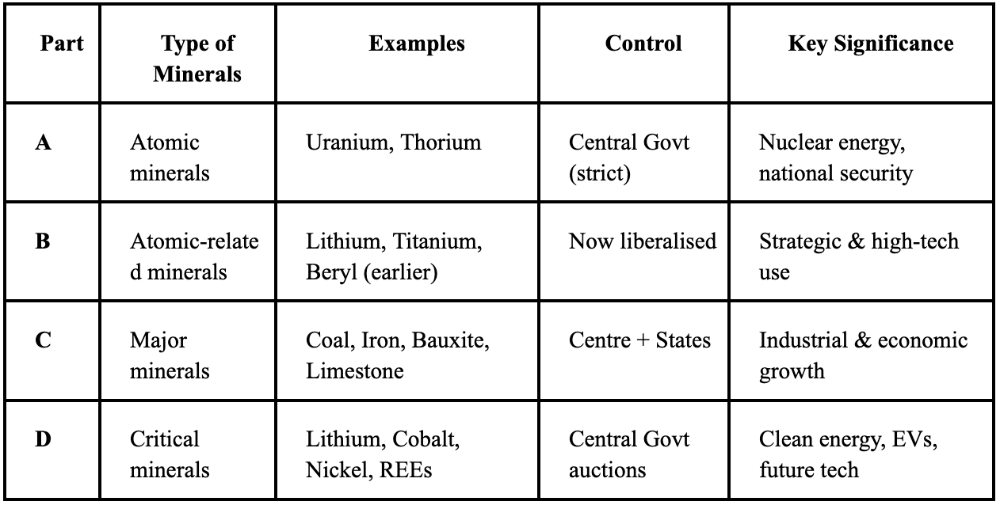 Part
Type of
Minerals
Examples
Control
Key Significance
A
Atomic
minerals
Uranium, Thorium
Central Govt
(strict)
Nuclear energy,
national security
B
Atomic-relate
d minerals
Lithium, Titanium,
Beryl (earlier)
Now liberalised
Strategic & high-tech
use
C
Major
minerals
Coal, Iron, Bauxite,
Limestone
Centre + States
Industrial & economic
growth
D
Critical
minerals
Lithium, Cobalt,
Nickel, REEs
Central Govt
auctions
Clean energy, EVs,
future tech